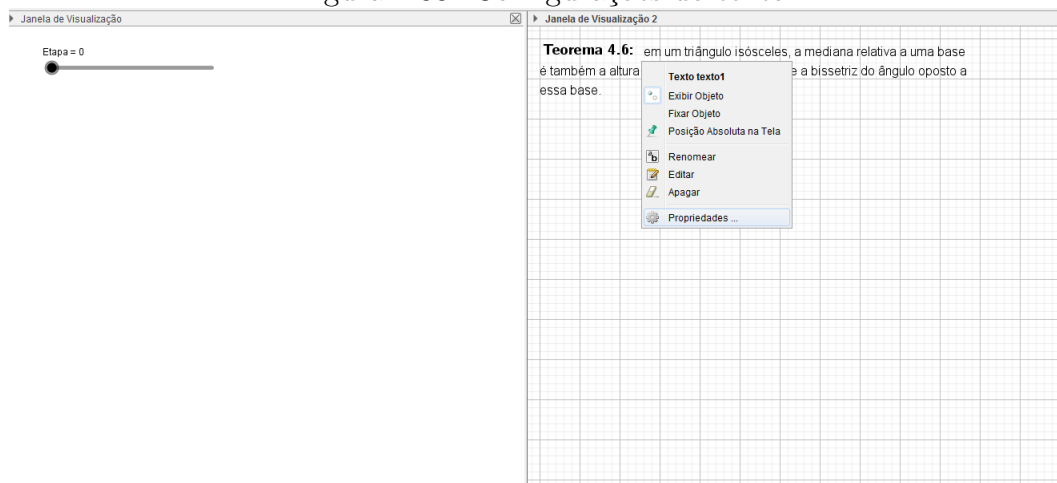 Janela de Visualização
Etapa = 0
Janela de Visualização 2
Teorema 4.6: em um triângulo isósceles, a mediana relativa a uma base
é também a altura e a bissetriz do ângulo oposto a
essa base.
Texto texto1
Exibir Objeto
Fixar Objeto
Posição Absoluta na Tela
Renomear
Editar
Apagar
Propriedades ...